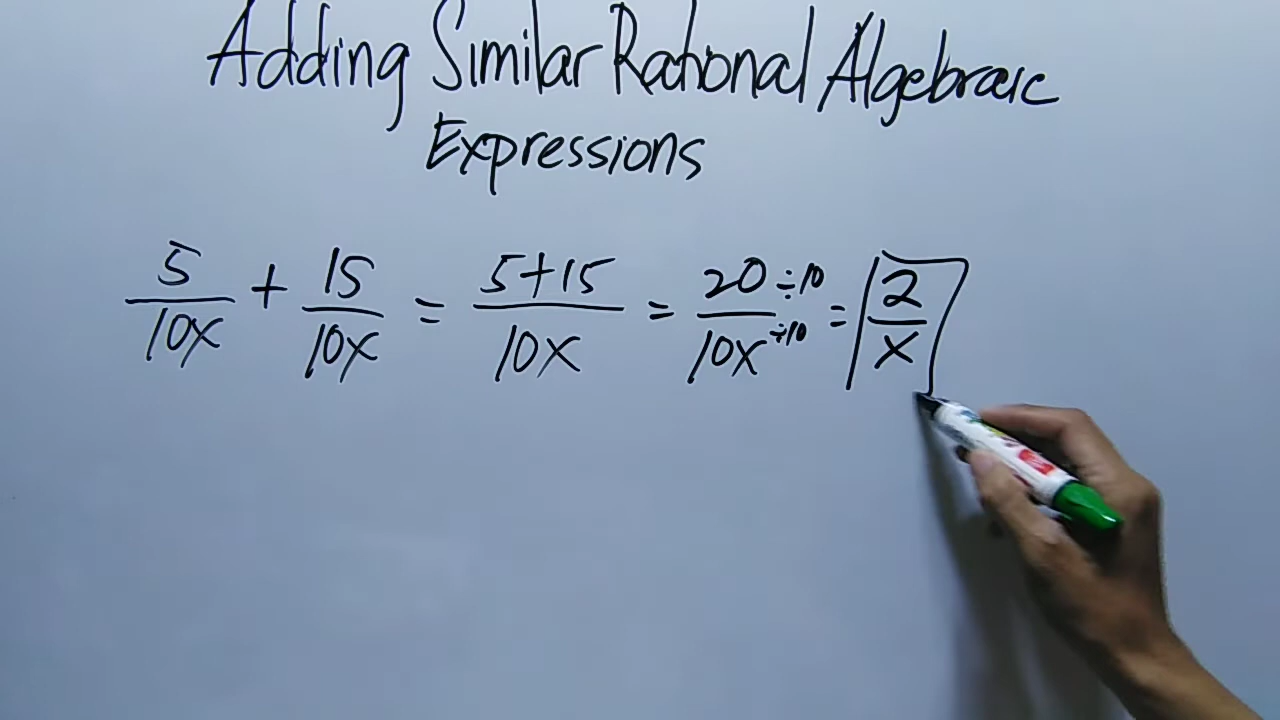 Adding Similar Rational Algebraic
Expressions
5/10x + 15/10x = 5+15/10x = 20÷10/10x÷10 = 2/x